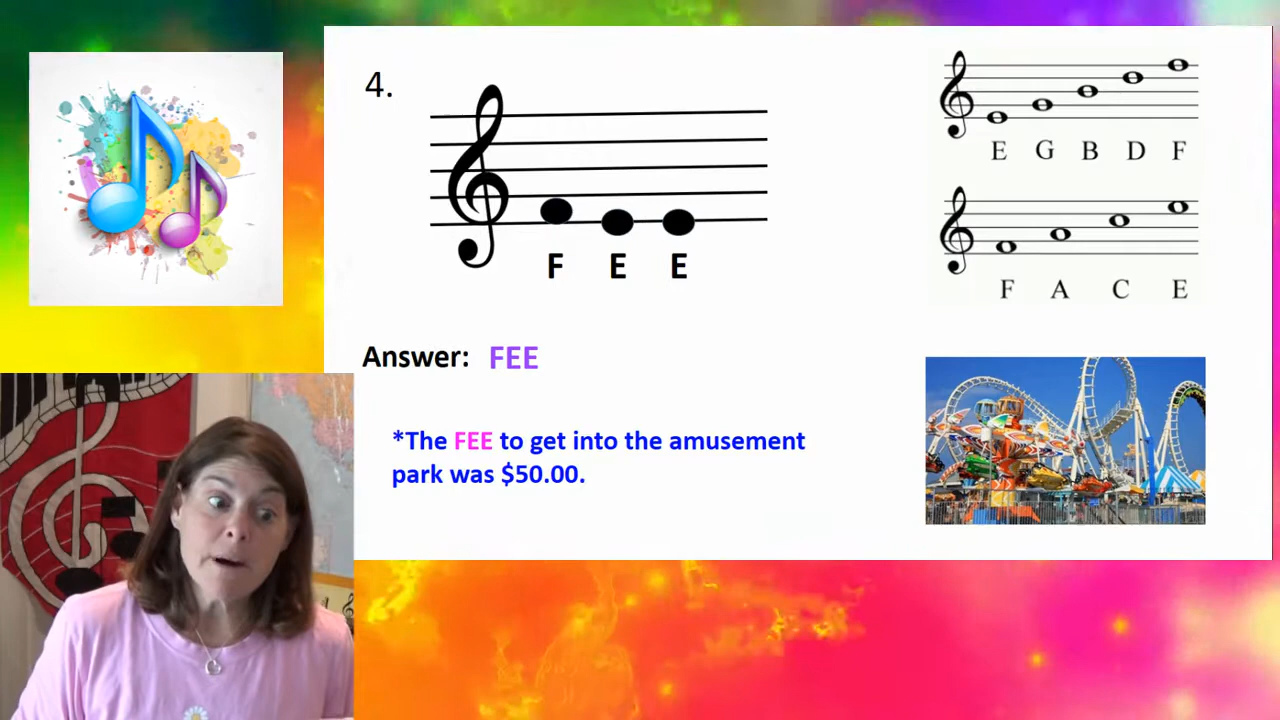 4.
F E E
Answer: FEE
*The FEE to get into the amusement
park was $50.00.
E G B D F
F A C E